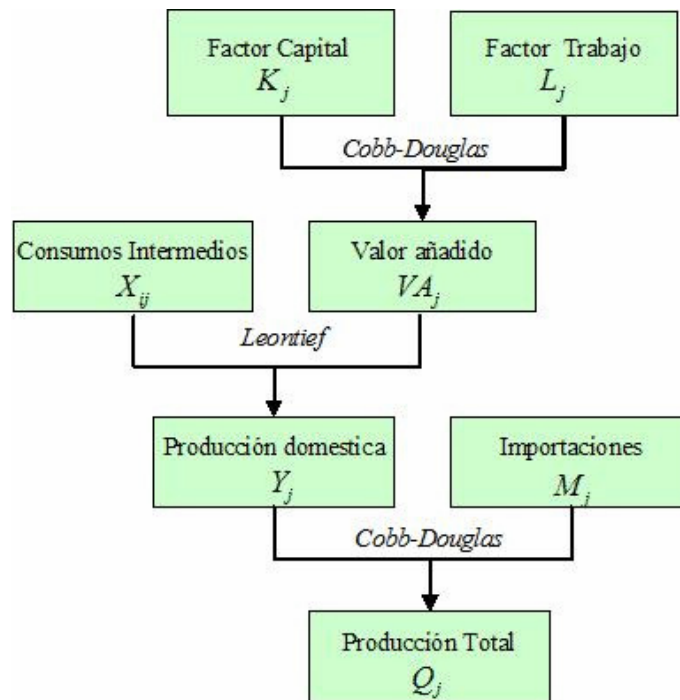 Factor Capital
K_j
Factor Trabajo
L_j
Cobb-Douglas
Consumos Intermedios
X_ij
Valor añadido
VA_j
Leontief
Producción domestica
Y_j
Importaciones
M_j
Cobb-Douglas
Producción Total
Q_j